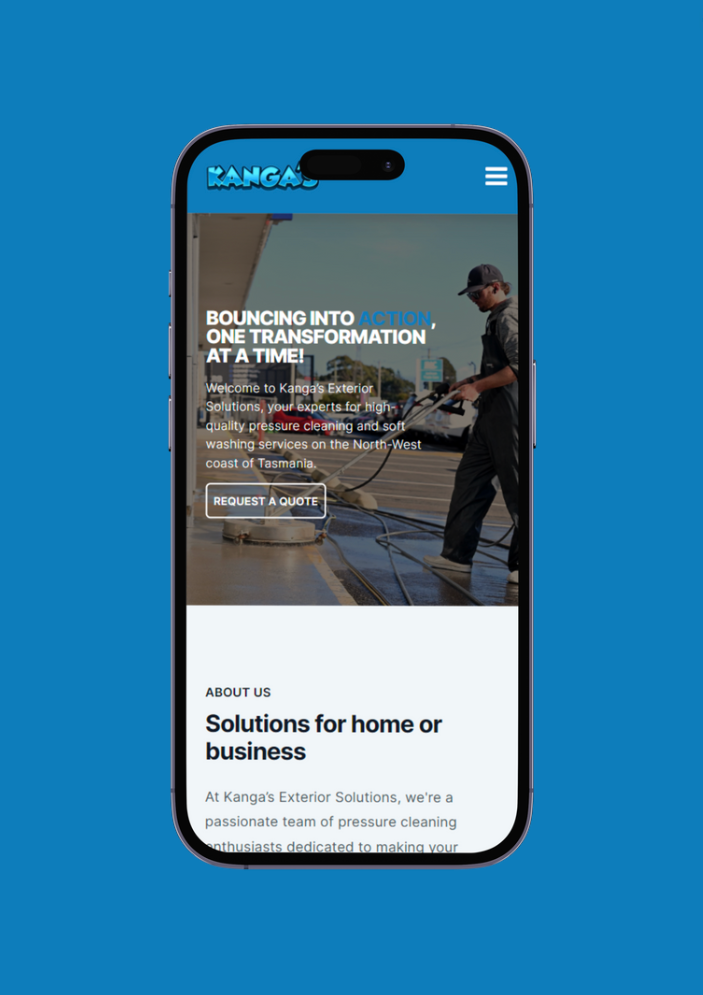 KANGA'S
BOUNCING INTO ACTION,
ONE TRANSFORMATION
AT A TIME!
Welcome to Kanga's Exterior
Solutions, your experts for high-
quality pressure cleaning and soft
washing services on the North-West
coast of Tasmania.
REQUEST A QUOTE
ABOUT US
Solutions for home or
business
At Kanga's Exterior Solutions, we're a
passionate team of pressure cleaning
enthusiasts dedicated to making your